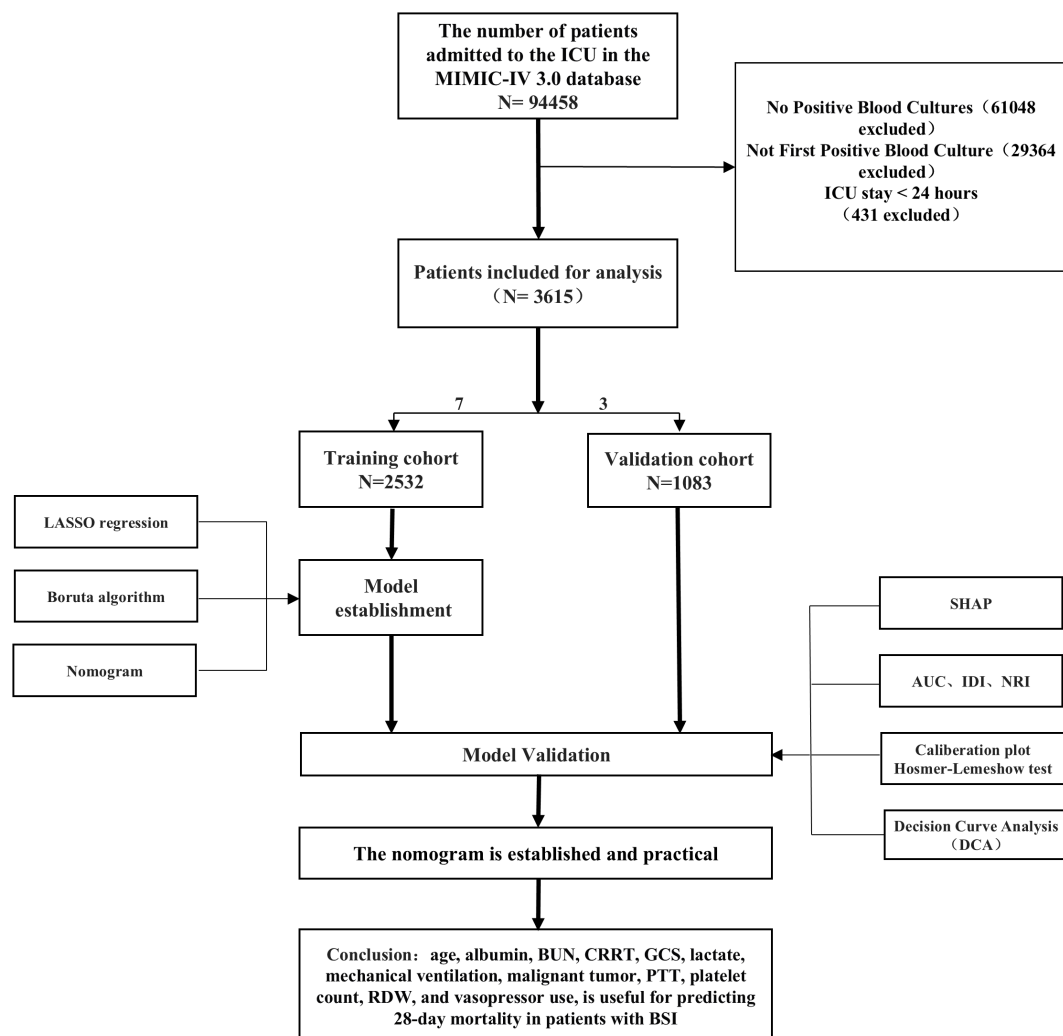 The number of patients
admitted to the ICU in the
MIMIC-IV 3.0 database
N= 94458
No Positive Blood Cultures（61048
excluded）
Not First Positive Blood Culture（29364
excluded）
ICU stay < 24 hours
（431 excluded）
Patients included for analysis
（N= 3615）
7
3
Training cohort
N=2532
Validation cohort
N=1083
LASSO regression
Boruta algorithm
Nomogram
Model
establishment
SHAP
AUC、IDI、NRI
Caliberation plot
Hosmer-Lemeshow test
Decision Curve Analysis
（DCA）
Model Validation
The nomogram is established and practical
Conclusion：age, albumin, BUN, CRRT, GCS, lactate,
mechanical ventilation, malignant tumor, PTT, platelet
count, RDW, and vasopressor use, is useful for predicting
28-day mortality in patients with BSI